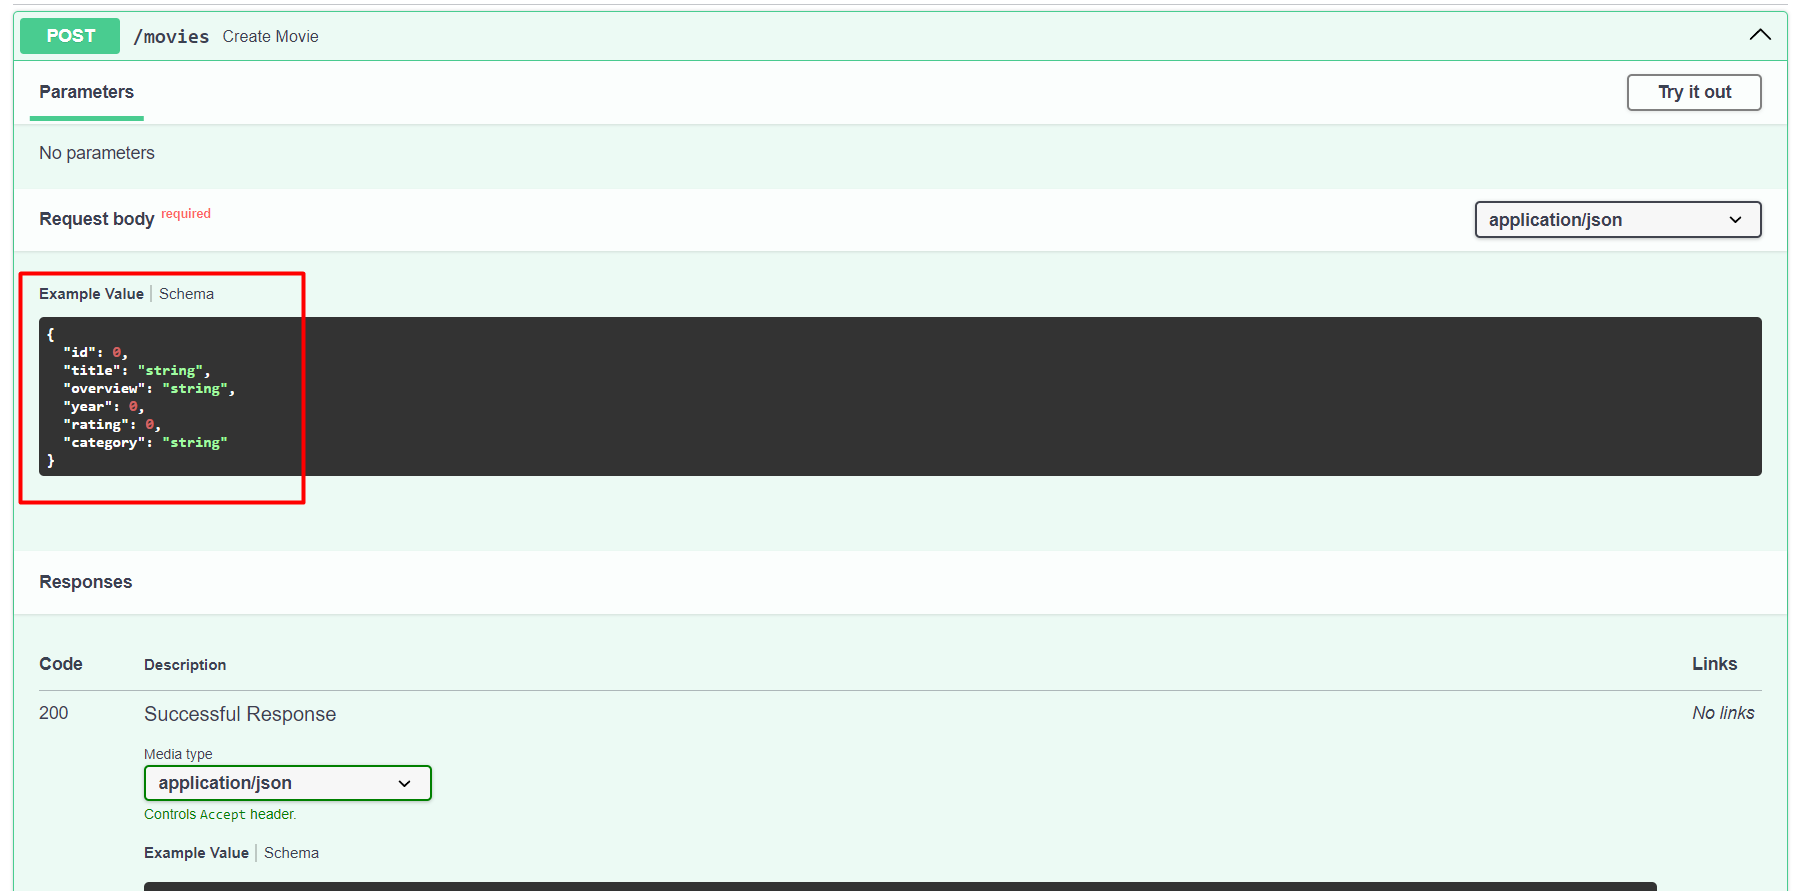 POST /movies Create Movie
Parameters
Try it out
No parameters
Request body required
application/json
Example Value | Schema
{
  "id": 0,
  "title": "string",
  "overview": "string",
  "year": 0,
  "rating": 0,
  "category": "string"
}
Responses
Code Description Links
200 Successful Response No links
Media type
application/json
Controls Accept header.
Example Value | Schema